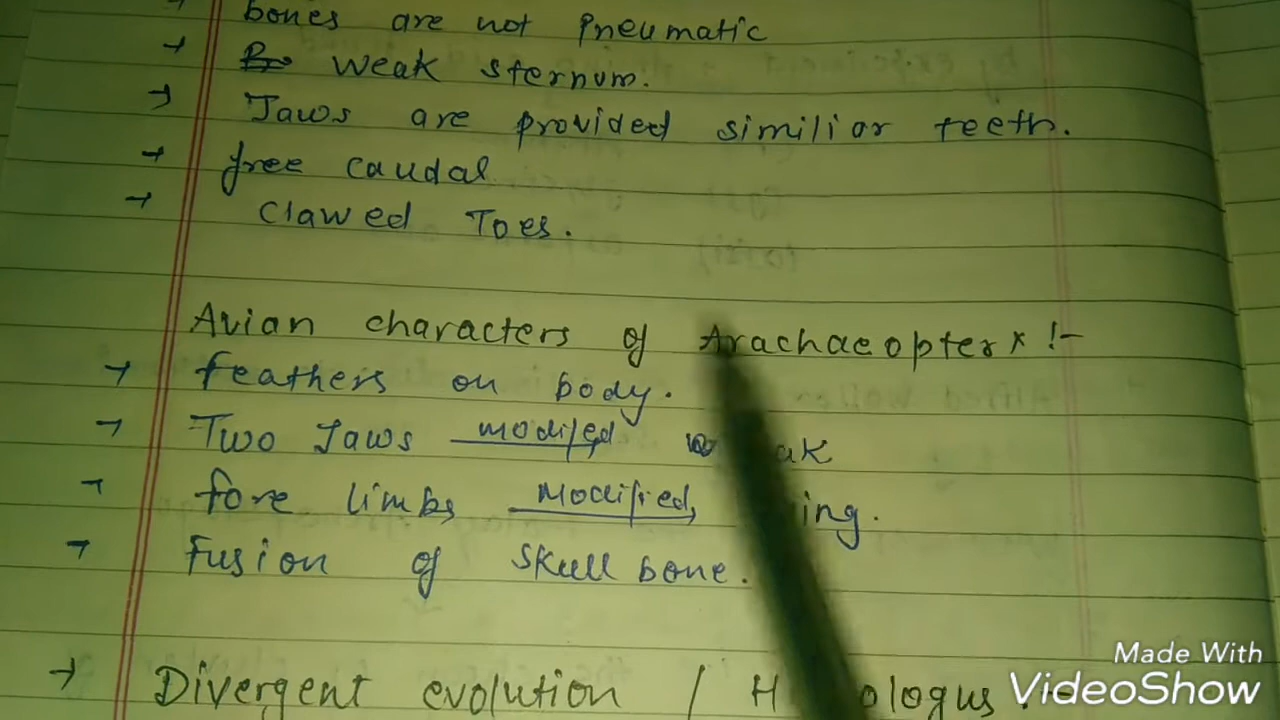 → bones are not Pneumatic
→ weak sternum.
→ Jaws are provided similiar teeth.
→ free caudal
→ Clawed Toes.
Avian characters of Arachaeopterx :-
→ feathers on body.
→ Two Jaws modified
→ fore limbs Modified,
→ Fusion of Skull bone.
→ Divergent evolution /
Made With
VideoShow